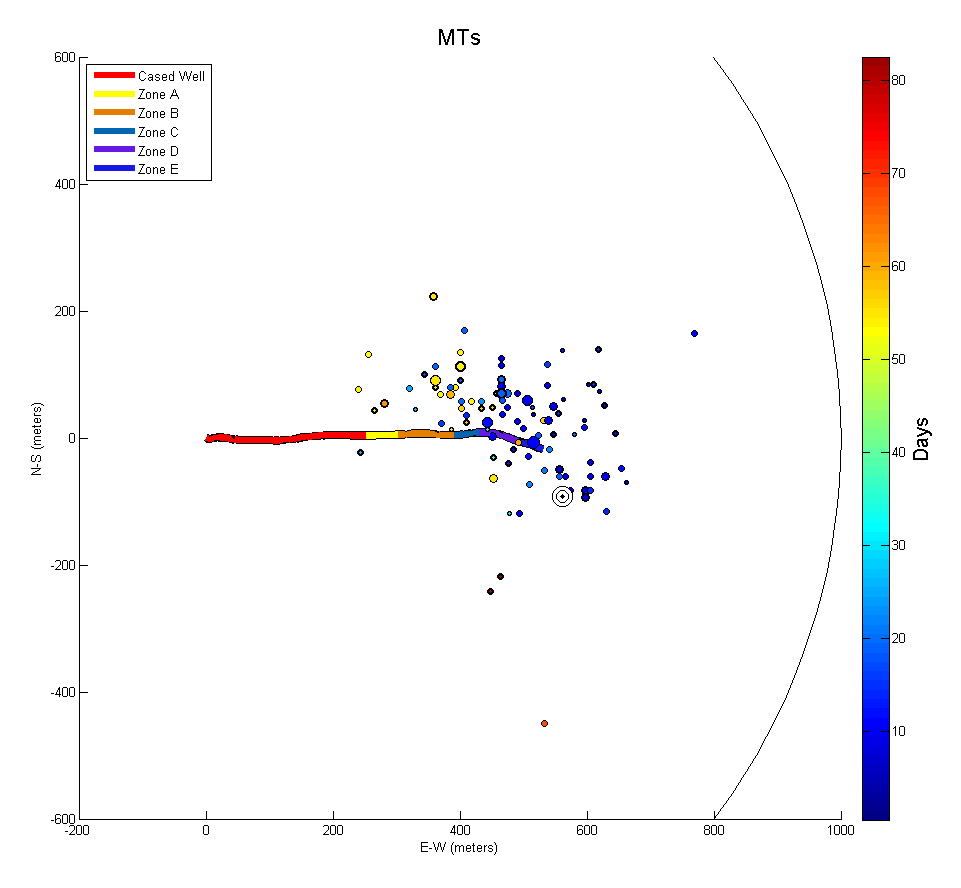 MTs
600
400
200
0
-200
-400
-600
N-S (meters)
Cased Well
Zone A
Zone B
Zone C
Zone D
Zone E
-200
0
200
400
600
800
1000
E-W (meters)
80
70
60
50
40
30
20
10
Days